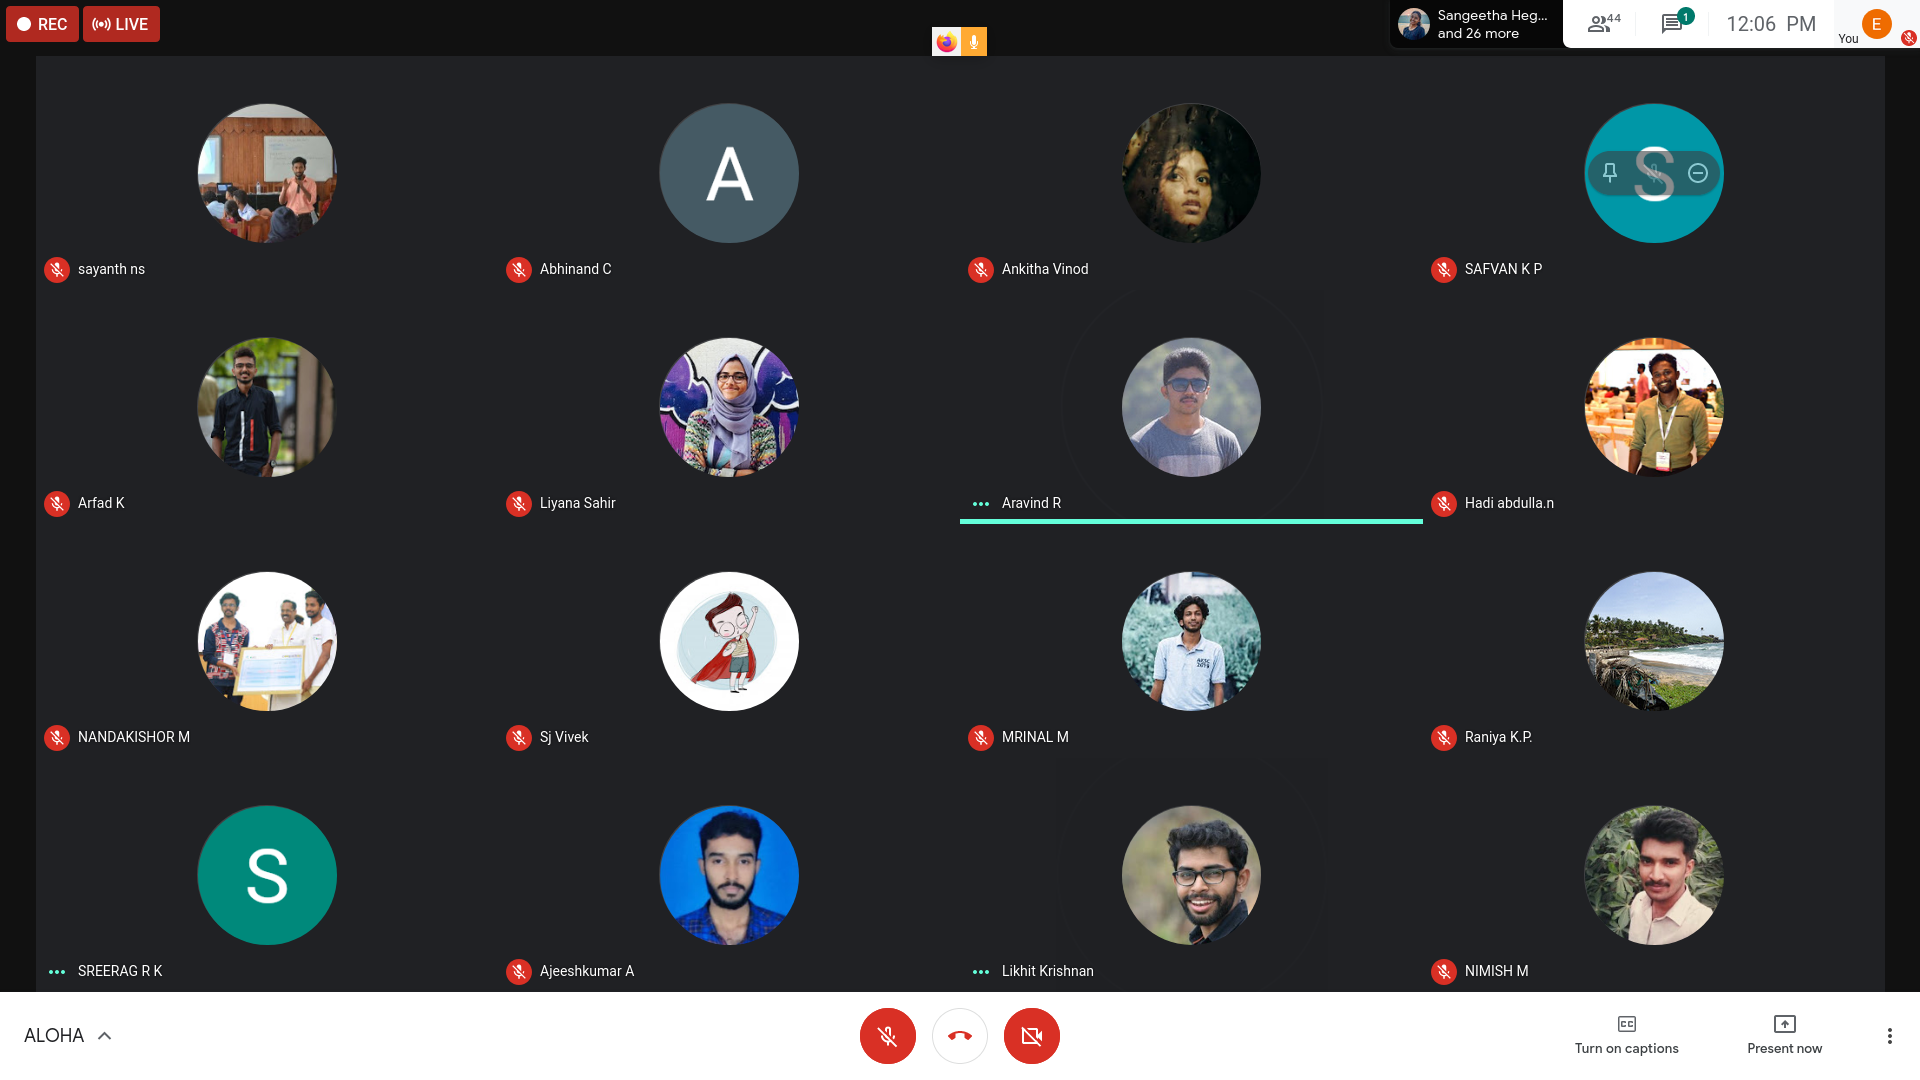 REC
LIVE
Sangeetha Heg...
and 26 more
44
1
12:06 PM
You
E
A
S
sayanth ns
Abhinand C
Ankitha Vinod
SAFVAN K P
Arfad K
Liyana Sahir
Aravind R
Hadi abdulla.n
NANDAKISHOR M
Sj Vivek
MRINAL M
Raniya K.P.
S
SREERAG R K
Ajeeshkumar A
Likhit Krishnan
NIMISH M
ALOHA
CC
Turn on captions
Present now